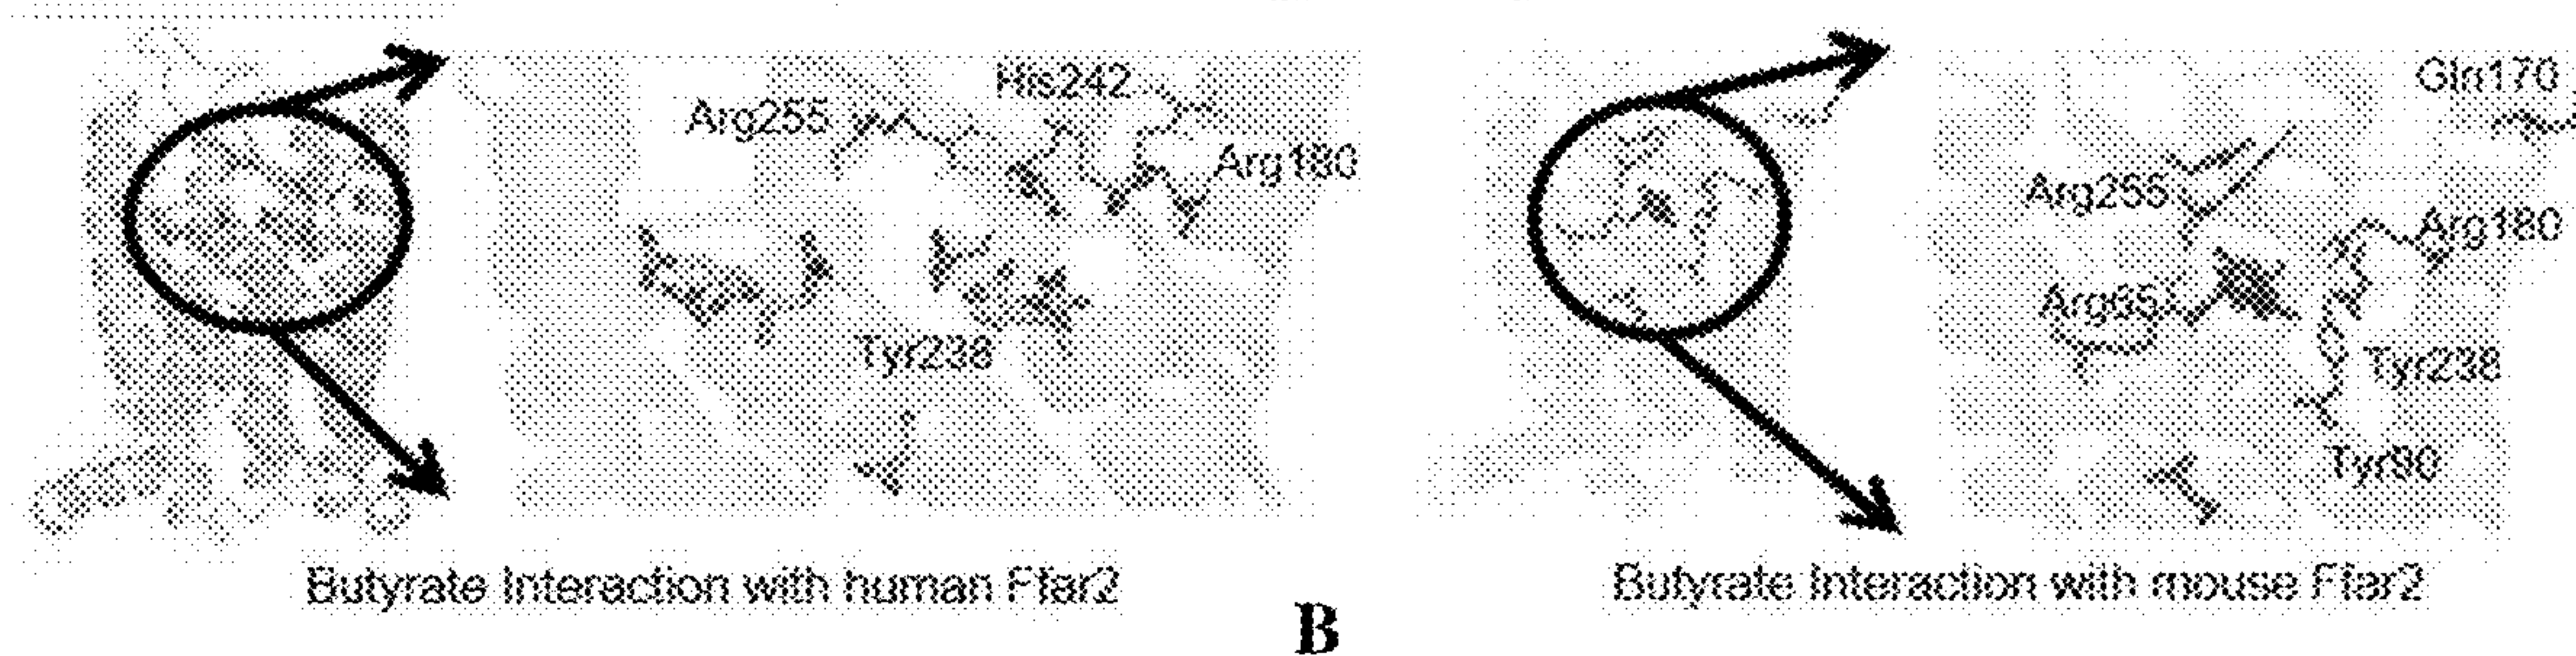 His242
Arg255
Arg180
Tyr238
Butyrate Interaction with human Ffar2
Gln170
Arg255
Arg180
Arg65
Tyr238
Tyr90
Butyrate Interaction with mouse Ffar2
B